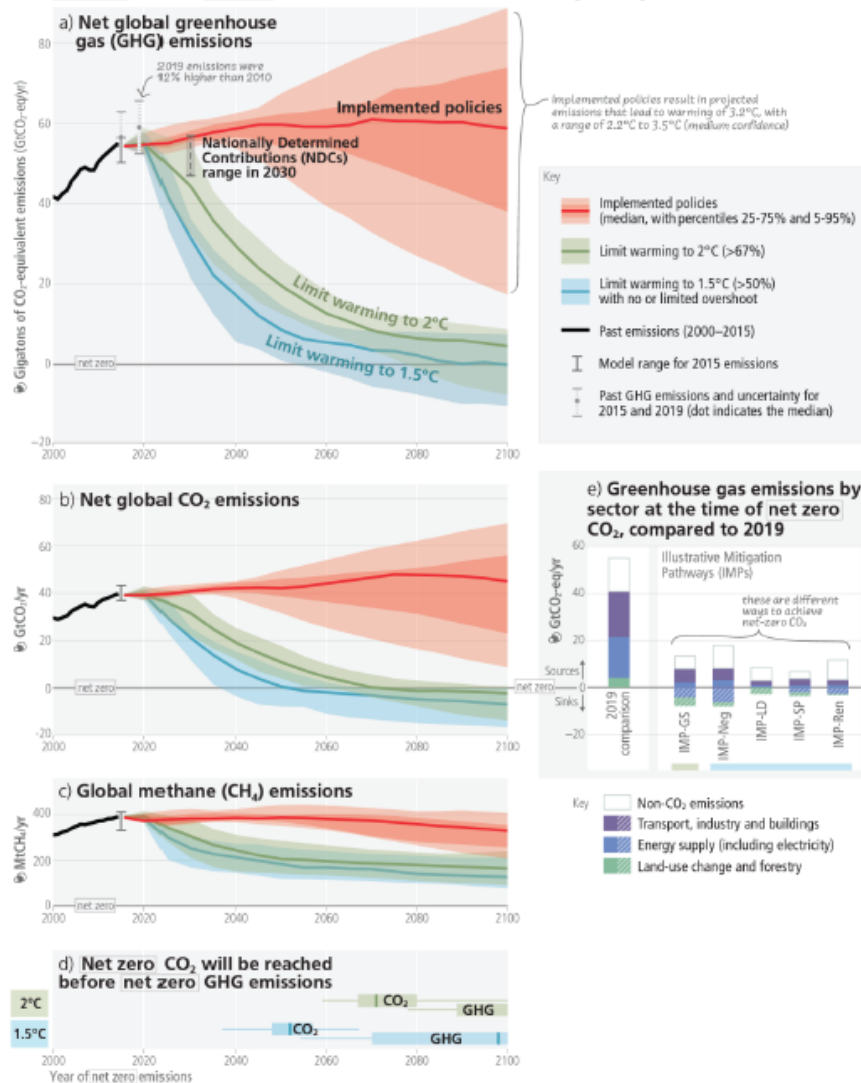 a) Net global greenhouse
gas (GHG) emissions
2019 emissions were
12% higher than 2010
80
60
40
20
0
−20
Gigatons of CO₂-equivalent emissions (GtCO₂-eq/yr)
net zero
Implemented policies
Nationally Determined
Contributions (NDCs)
range in 2030
Limit warming to 2°C
Limit warming to 1.5°C
2000
2020
2040
2060
2080
2100
Implemented policies result in projected
emissions that lead to warming of 3.2°C, with
a range of 2.2°C to 3.5°C (medium confidence)
Key
Implemented policies
(median, with percentiles 25-75% and 5-95%)
Limit warming to 2°C (>67%)
Limit warming to 1.5°C (>50%)
with no or limited overshoot
Past emissions (2000–2015)
Model range for 2015 emissions
Past GHG emissions and uncertainty for
2015 and 2019 (dot indicates the median)
b) Net global CO₂ emissions
80
60
40
20
0
−20
GtCO₂/yr
net zero
2000
2020
2040
2060
2080
2100
c) Global methane (CH₄) emissions
400
200
0
MtCH₄/yr
net zero
2000
2020
2040
2060
2080
2100
d) Net zero CO₂ will be reached
before net zero GHG emissions
2°C
CO₂
GHG
1.5°C
CO₂
GHG
2000
2020
2040
2060
2080
2100
Year of net zero emissions
e) Greenhouse gas emissions by
sector at the time of net zero
CO₂, compared to 2019
60
40
20
0
−20
GtCO₂-eq/yr
Illustrative Mitigation
Pathways (IMPs)
these are different
ways to achieve
net-zero CO₂
Sources
net zero
Sinks
2019
comparison
IMP-GS
IMP-Neg
IMP-LD
IMP-SP
IMP-Ren
Key
Non-CO₂ emissions
Transport, industry and buildings
Energy supply (including electricity)
Land-use change and forestry